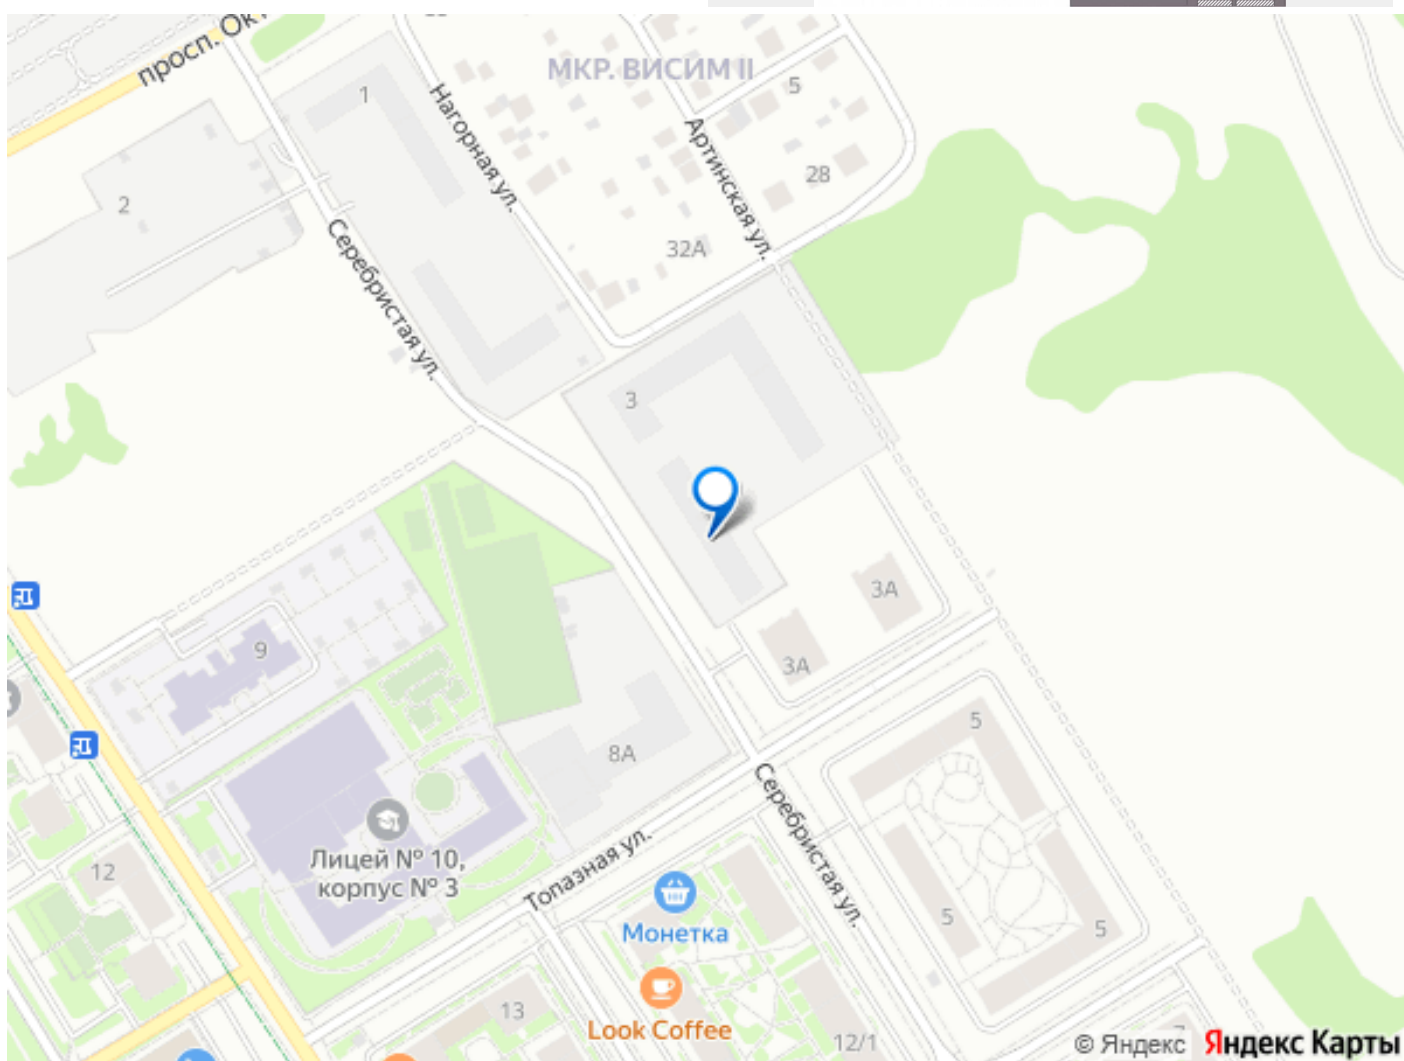 просп. Окт
МКР. ВИСИМ II
1
5
Нагорная ул.
Артинская ул.
28
2
32А
Серебристая ул.
3
3А
9
3А
5
8А
Серебристая ул.
Лицей № 10,
корпус № 3
12
Топазная ул.
Монетка
5
5
13
Look Coffee
12/1
© Яндекс Яндекс Карты